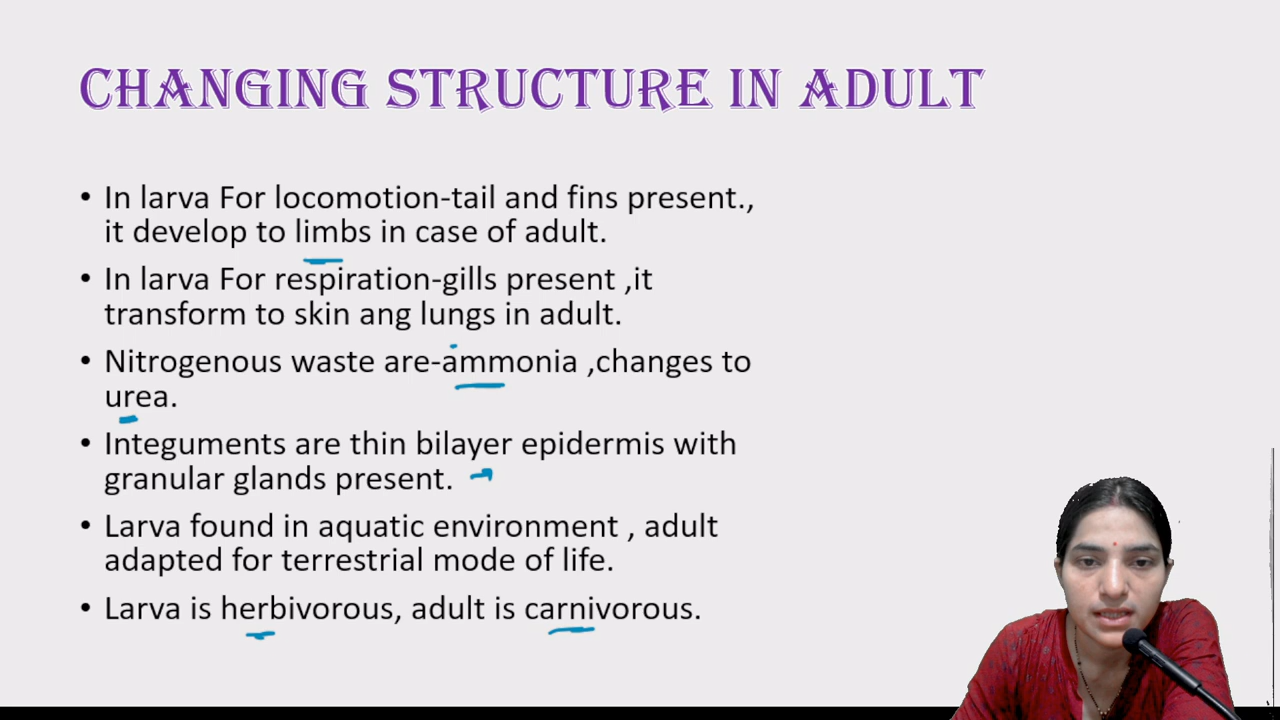 CHANGING STRUCTURE IN ADULT
• In larva For locomotion-tail and fins present.,
it develop to limbs in case of adult.
• In larva For respiration-gills present ,it
transform to skin ang lungs in adult.
• Nitrogenous waste are-ammonia ,changes to
urea.
• Integuments are thin bilayer epidermis with
granular glands present.
• Larva found in aquatic environment , adult
adapted for terrestrial mode of life.
• Larva is herbivorous, adult is carnivorous.